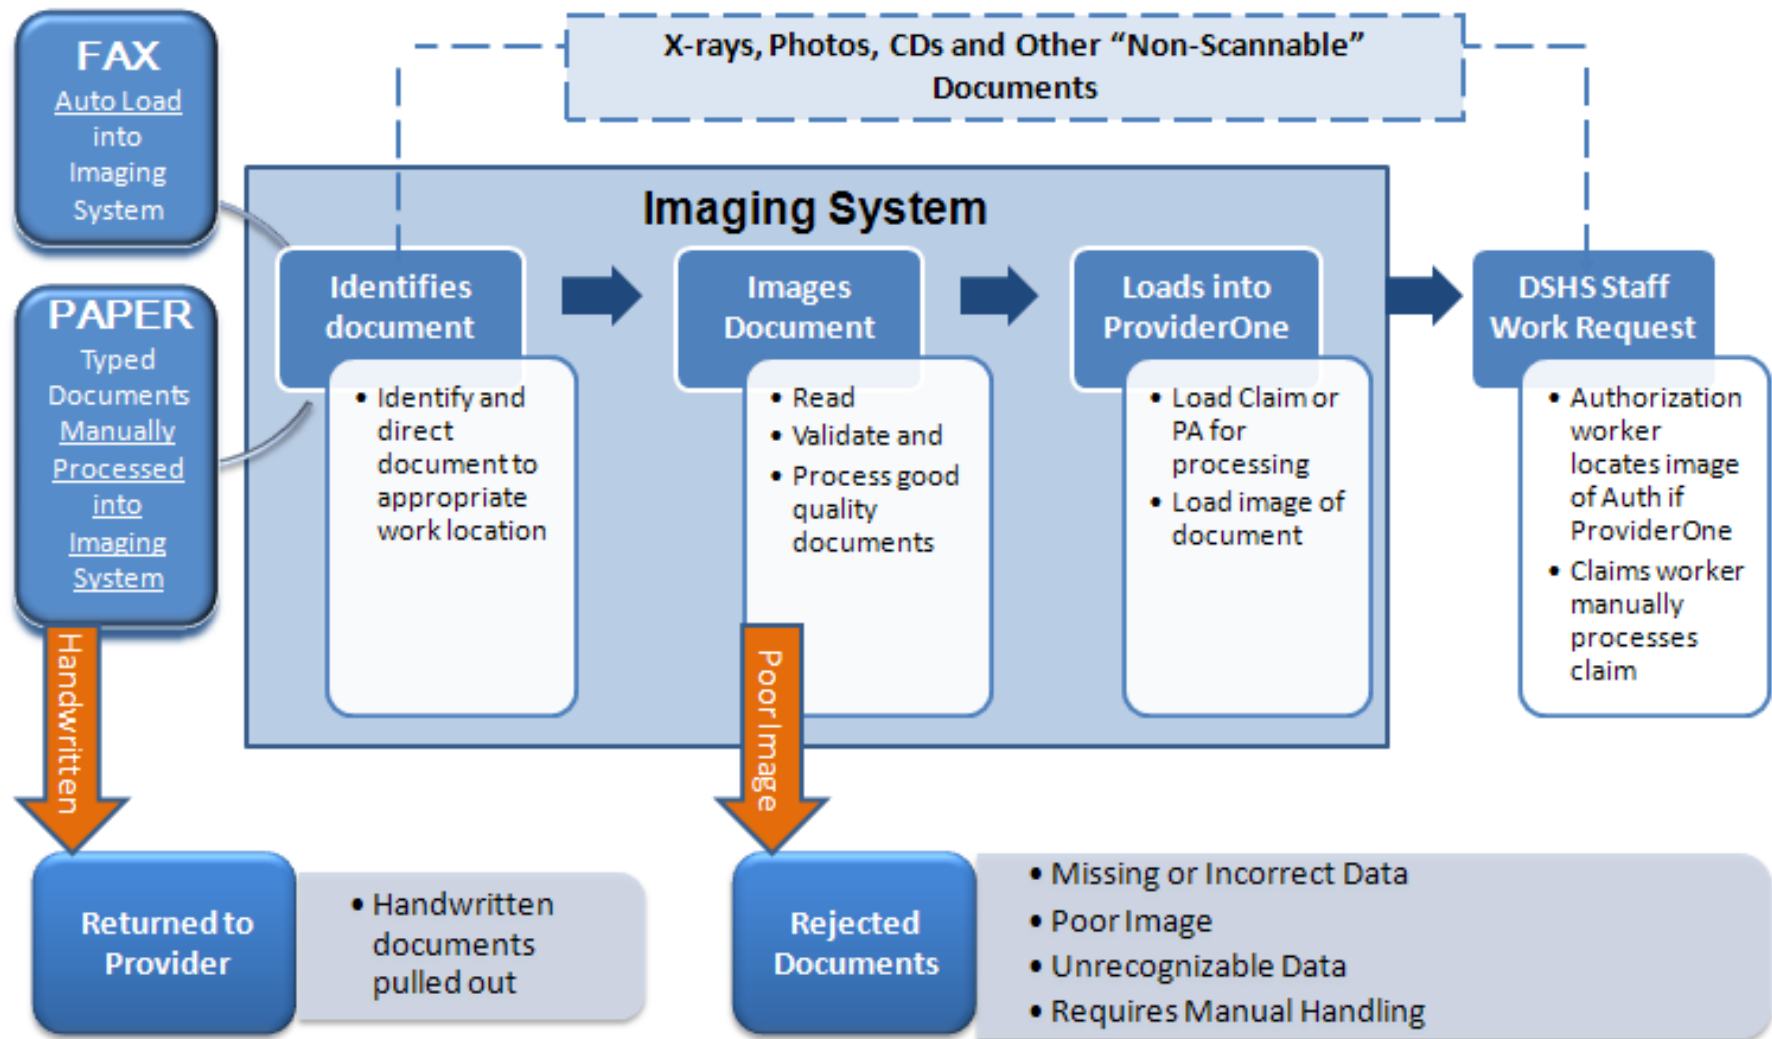 FAX
Auto Load
into
Imaging
System
X-rays, Photos, CDs and Other “Non-Scannable”
Documents
PAPER
Typed
Documents
Manually
Processed
into
Imaging
System
Imaging System
Identifies
document
• Identify and
direct
document to
appropriate
work location
Images
Document
• Read
• Validate and
• Process good
quality
documents
Loads into
ProviderOne
• Load Claim or
PA for
processing
• Load image of
document
DSHS Staff
Work Request
• Authorization
worker
locates image
of Auth if
ProviderOne
• Claims worker
manually
processes
claim
Handwritten
Poor Image
Returned to
Provider
• Handwritten
documents
pulled out
Rejected
Documents
• Missing or Incorrect Data
• Poor Image
• Unrecognizable Data
• Requires Manual Handling